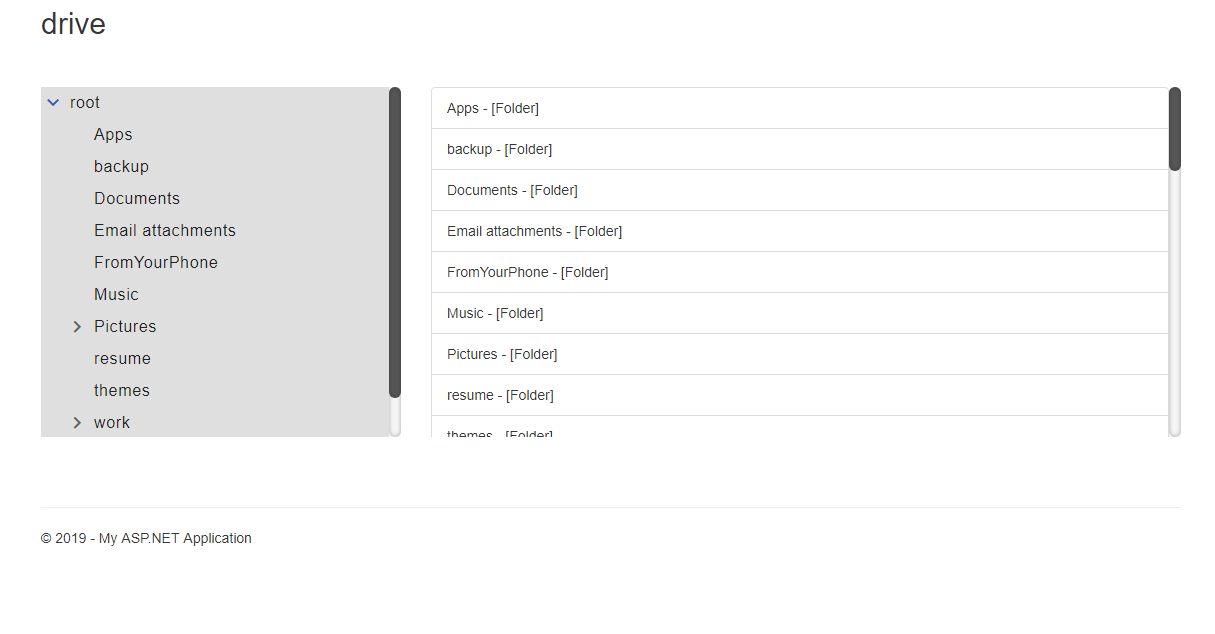 drive
root
Apps
backup
Documents
Email attachments
FromYourPhone
Music
Pictures
resume
themes
work
Apps - [Folder]
backup - [Folder]
Documents - [Folder]
Email attachments - [Folder]
FromYourPhone - [Folder]
Music - [Folder]
Pictures - [Folder]
resume - [Folder]
themes - [Folder]
© 2019 - My ASP.NET Application